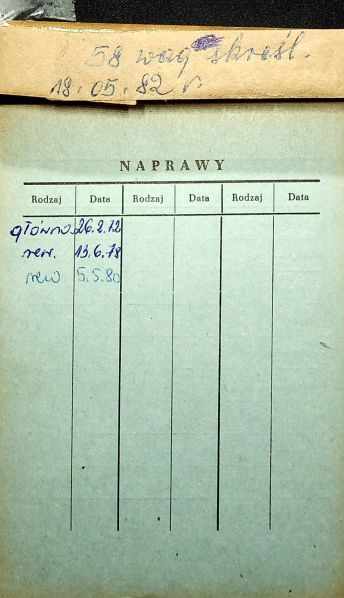 58 wag skreśl.
18.05.82 r.
NAPRAWY
Rodzaj Data Rodzaj Data Rodzaj Data
główna 26.2.72
rew. 13.6.78
rew 5.5.80